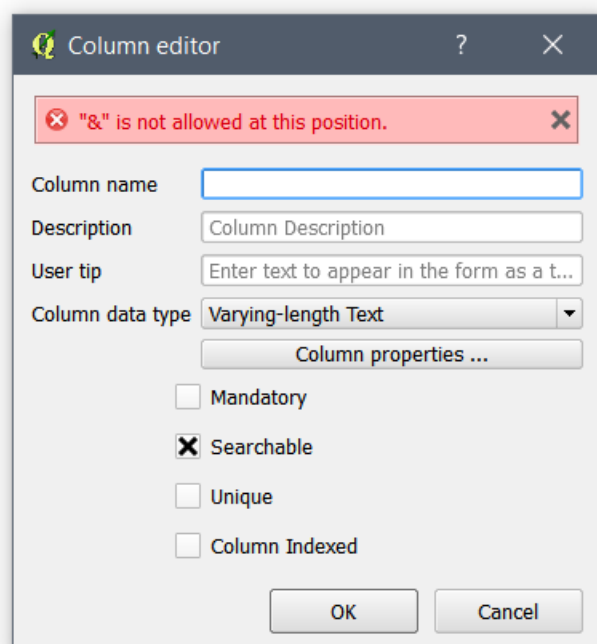 Column editor
"&" is not allowed at this position.
Column name
Description Column Description
User tip Enter text to appear in the form as a t...
Column data type Varying-length Text
Column properties ...
Mandatory
Searchable
Unique
Column Indexed
OK Cancel